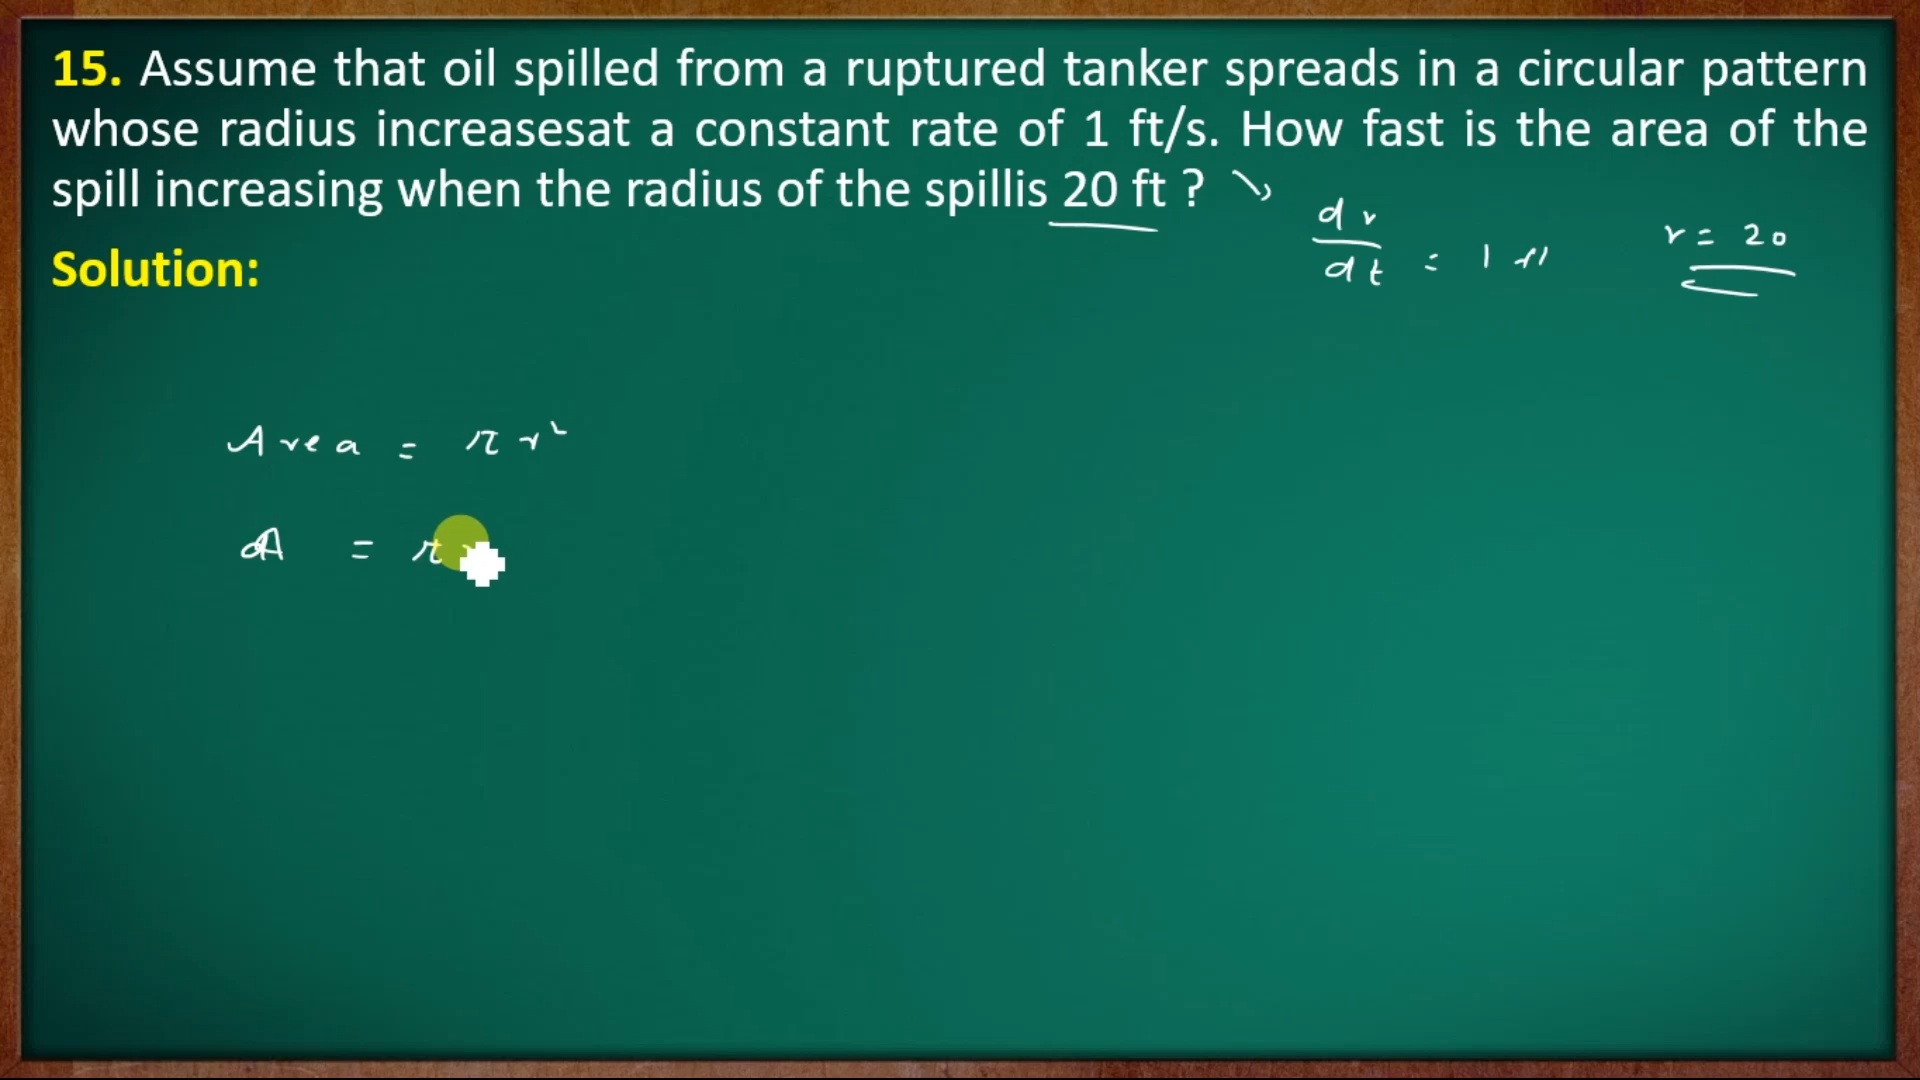 15. Assume that oil spilled from a ruptured tanker spreads in a circular pattern
whose radius increasesat a constant rate of 1 ft/s. How fast is the area of the
spill increasing when the radius of the spillis 20 ft ?
dr
dt = 1
r = 20
Solution:
Area = πr²
A = π